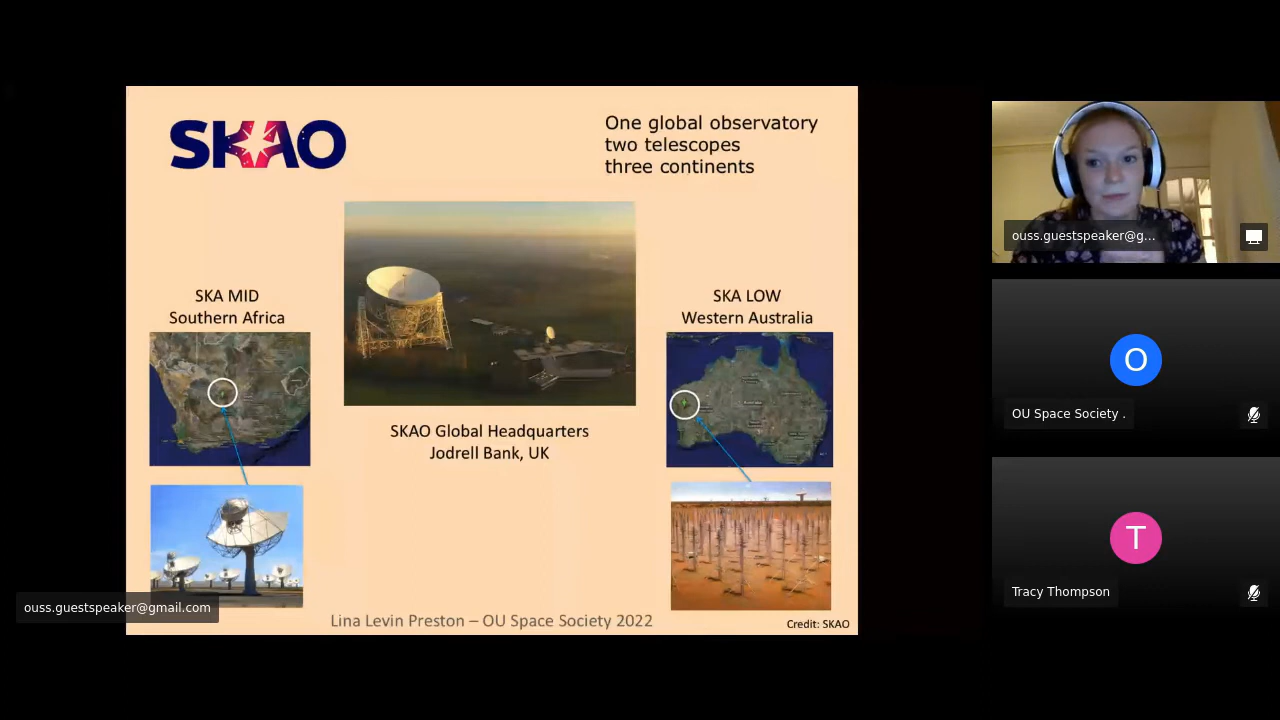 SKAO
One global observatory
two telescopes
three continents
SKA MID
Southern Africa
SKA LOW
Western Australia
SKAO Global Headquarters
Jodrell Bank, UK
Lina Levin Preston – OU Space Society 2022
Credit: SKAO
ouss.guestspeaker@gmail.com
ouss.guestspeaker@g...
O
OU Space Society .
T
Tracy Thompson